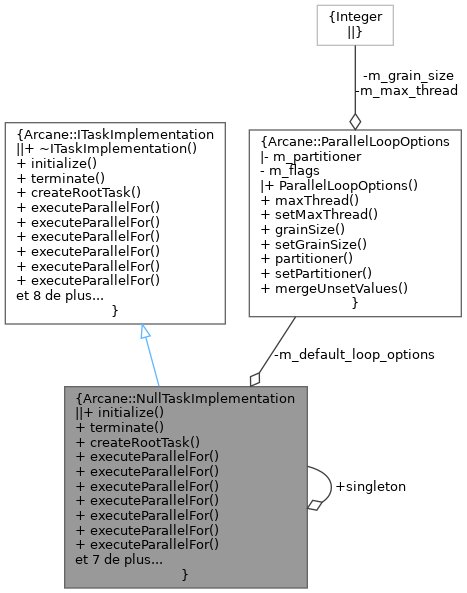 {Integer
||}
-m_grain_size
-m_max_thread
{Arcane::ITaskImplementation
||+ ~ITaskImplementation()
+ initialize()
+ terminate()
+ createRootTask()
+ executeParallelFor()
+ executeParallelFor()
+ executeParallelFor()
+ executeParallelFor()
+ executeParallelFor()
+ executeParallelFor()
et 8 de plus...
}
{Arcane::ParallelLoopOptions
|- m_partitioner
- m_flags
|+ ParallelLoopOptions()
+ maxThread()
+ setMaxThread()
+ grainSize()
+ setGrainSize()
+ partitioner()
+ setPartitioner()
+ mergeUnsetValues()
}
-m_default_loop_options
{Arcane::NullTaskImplementation
||+ initialize()
+ terminate()
+ createRootTask()
+ executeParallelFor()
+ executeParallelFor()
+ executeParallelFor()
+ executeParallelFor()
+ executeParallelFor()
+ executeParallelFor()
+ executeParallelFor()
et 7 de plus...
}
+singleton